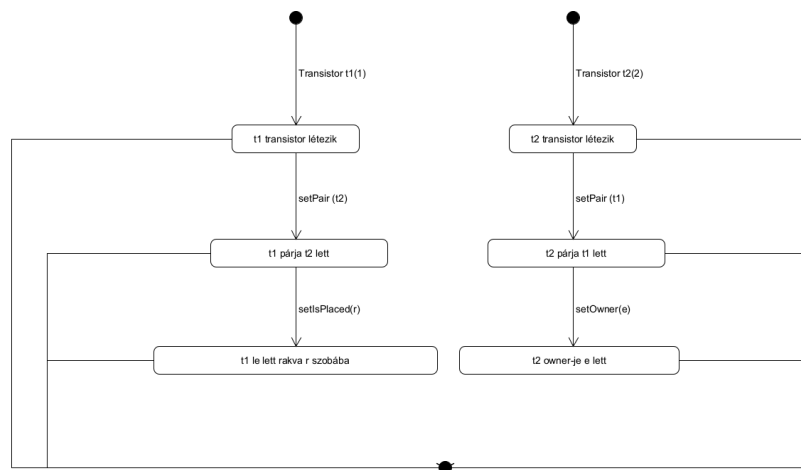 Transistor t1(1)
Transistor t2(2)
t1 transistor létezik
t2 transistor létezik
setPair (t2)
setPair (t1)
t1 párja t2 lett
t2 párja t1 lett
setIsPlaced(r)
setOwner(e)
t1 le lett rakva r szobába
t2 owner-je e lett